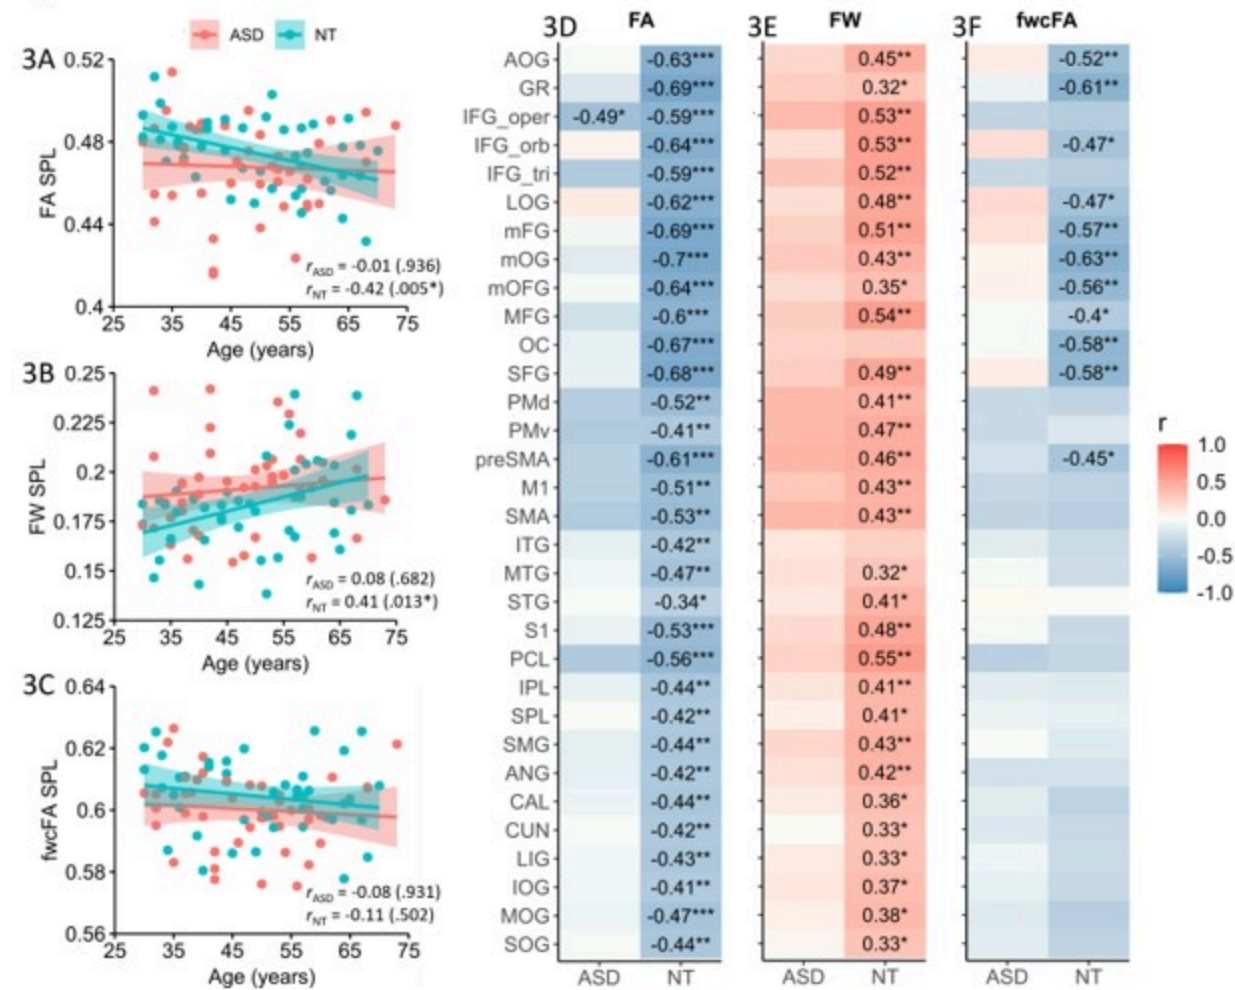 ASD NT
3A
0.52
0.48
0.44
0.4
FA SPL
rASD = -0.01 (.936)
rNT = -0.42 (.005*)
25 35 45 55 65 75
Age (years)
3B
0.25
0.225
0.2
0.175
0.15
0.125
FW SPL
rASD = 0.08 (.682)
rNT = 0.41 (.013*)
25 35 45 55 65 75
Age (years)
3C
0.64
0.62
0.6
0.58
0.56
fwcFA SPL
rASD = -0.08 (.931)
rNT = -0.11 (.502)
25 35 45 55 65 75
Age (years)
3D FA 3E FW 3F fwcFA
AOG -0.63*** 0.45** -0.52**
GR -0.69*** 0.32* -0.61**
IFG_oper -0.49* -0.59*** 0.53**
IFG_orb -0.64*** 0.53** -0.47*
IFG_tri -0.59*** 0.52**
LOG -0.62*** 0.48** -0.47*
mFG -0.69*** 0.51** -0.57**
mOG -0.7*** 0.43** -0.63**
mOFG -0.64*** 0.35* -0.56**
MFG -0.6*** 0.54** -0.4*
OC -0.67*** -0.58**
SFG -0.68*** 0.49** -0.58**
PMd -0.52** 0.41**
PMv -0.41** 0.47**
preSMA -0.61*** 0.46** -0.45*
M1 -0.51** 0.43**
SMA -0.53** 0.43**
ITG -0.42**
MTG -0.47** 0.32*
STG -0.34* 0.41*
S1 -0.53*** 0.48**
PCL -0.56*** 0.55**
IPL -0.44** 0.41**
SPL -0.42** 0.41*
SMG -0.44** 0.43**
ANG -0.42** 0.42**
CAL -0.44** 0.36*
CUN -0.42** 0.33*
LIG -0.43** 0.33*
IOG -0.41** 0.37*
MOG -0.47*** 0.38*
SOG -0.44** 0.33*
ASD NT ASD NT ASD NT
r
1.0
0.5
0.0
-0.5
-1.0